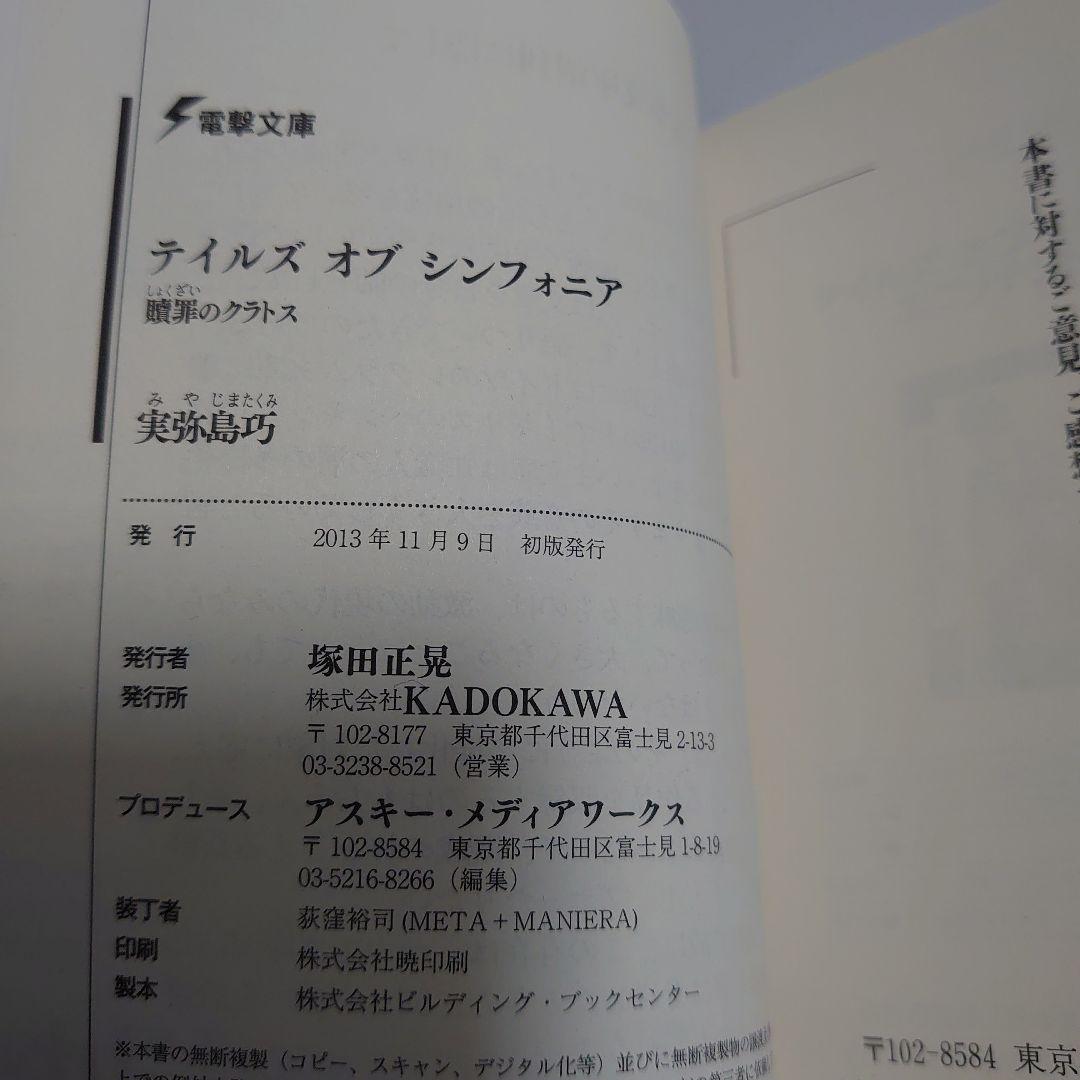 電撃文庫
テイルズ オブ シンフォニア
しょくざい
贖罪のクラトス
みやじまたくみ
実弥島巧
発行 2013年11月9日 初版発行
発行者 塚田正晃
発行所 株式会社KADOKAWA
〒102-8177 東京都千代田区富士見2-13-3
03-3238-8521（営業）
プロデュース アスキー・メディアワークス
〒102-8584 東京都千代田区富士見1-8-19
03-5216-8266（編集）
装丁者 荻窪裕司(META+MANIERA)
印刷 株式会社暁印刷
製本 株式会社ビルディング・ブックセンター
※本書の無断複製（コピー、スキャン、デジタル化等）並びに無断複製物の
本書に対するご意見、ご感
〒102-8584 東京